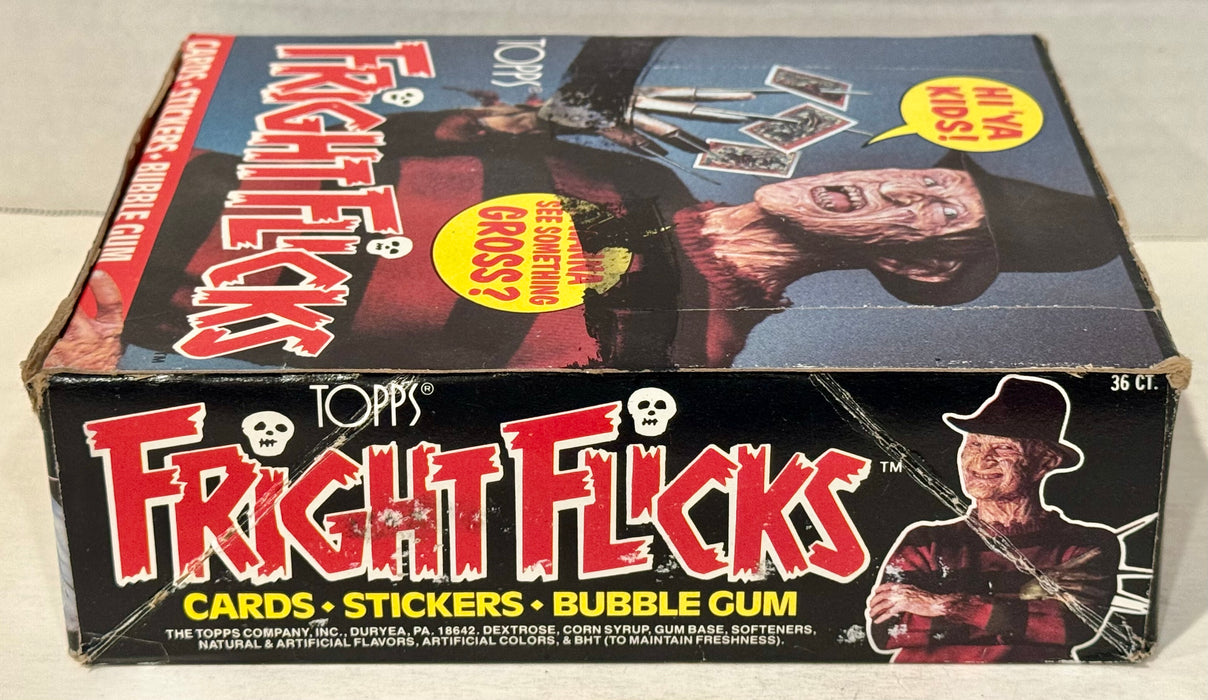 CARDS • STICKERS • BUBBLE GUM
TOPPS
FRIGHT FLICKS
TM
HI 'YA
KIDS!
SEE SOMETHING
GROSS?
TOPPS®
FRIGHT FLICKS™
36 CT.
CARDS • STICKERS • BUBBLE GUM
THE TOPPS COMPANY, INC., DURYEA, PA. 18642. DEXTROSE, CORN SYRUP, GUM BASE, SOFTENERS,
NATURAL & ARTIFICIAL FLAVORS, ARTIFICIAL COLORS, & BHT (TO MAINTAIN FRESHNESS).